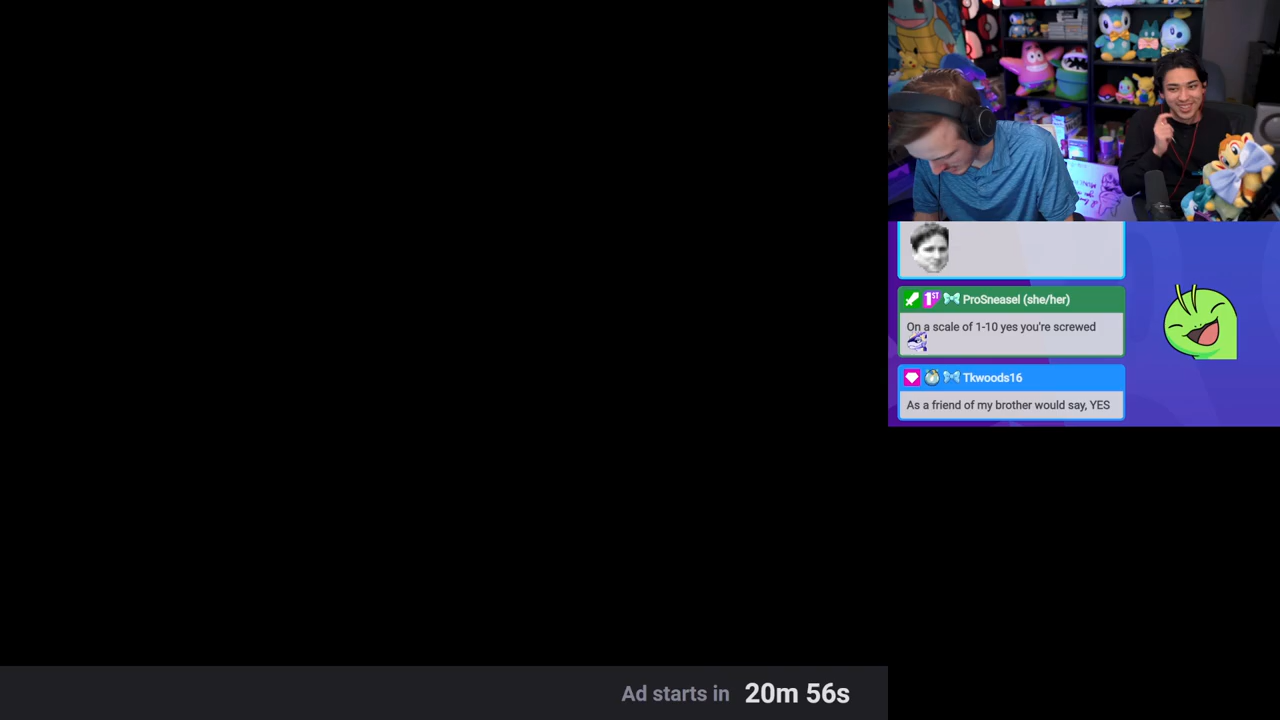 1ST ProSneasel (she/her)
On a scale of 1-10 yes you're screwed
Tkwoods16
As a friend of my brother would say, YES
Ad starts in 20m 56s